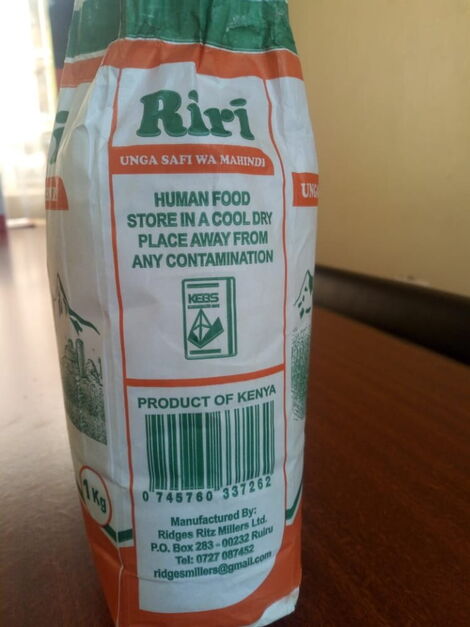 Riri
UNGA SAFI WA MAHINDI
HUMAN FOOD
STORE IN A COOL DRY
PLACE AWAY FROM
ANY CONTAMINATION
KEBS
PRODUCT OF KENYA
0 745760 337262
Manufactured By:
Ridges Ritz Millers Ltd.
P.O. Box 283 - 00232 Ruiru
Tel: 0727 087452
ridgesmillers@gmail.com
1 Kg